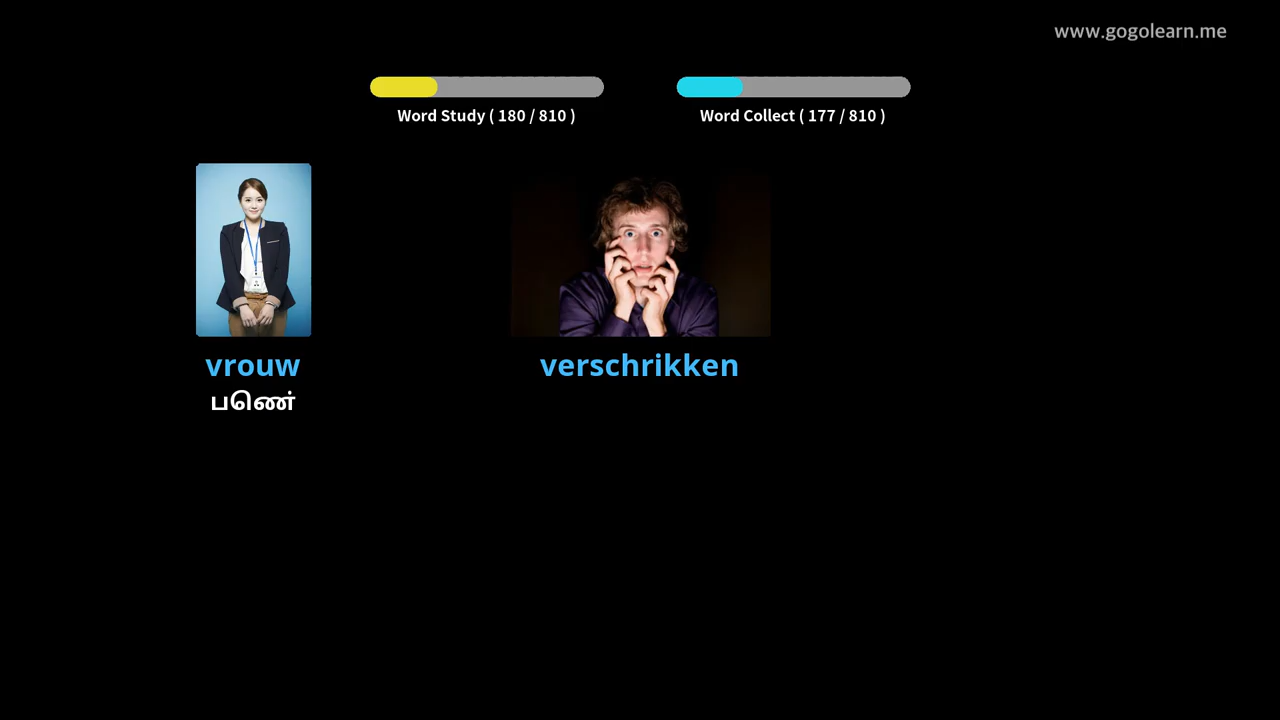 www.gogolearn.me
Word Study ( 180 / 810 )
Word Collect ( 177 / 810 )
vrouw
verschrikken
பெண்